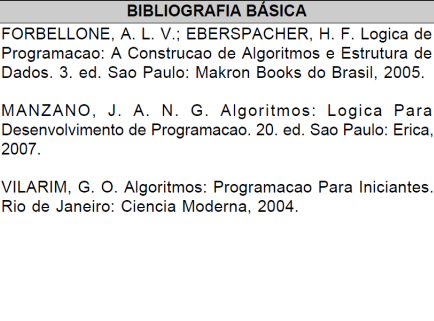 BIBLIOGRAFIA BÁSICA
FORBELLONE, A. L. V.; EBERSPACHER, H. F. Logica de
Programacao: A Construcao de Algoritmos e Estrutura de
Dados. 3. ed. Sao Paulo: Makron Books do Brasil, 2005.
MANZANO, J. A. N. G. Algoritmos: Logica Para
Desenvolvimento de Programacao. 20. ed. Sao Paulo: Erica,
2007.
VILARIM, G. O. Algoritmos: Programacao Para Iniciantes.
Rio de Janeiro: Ciencia Moderna, 2004.